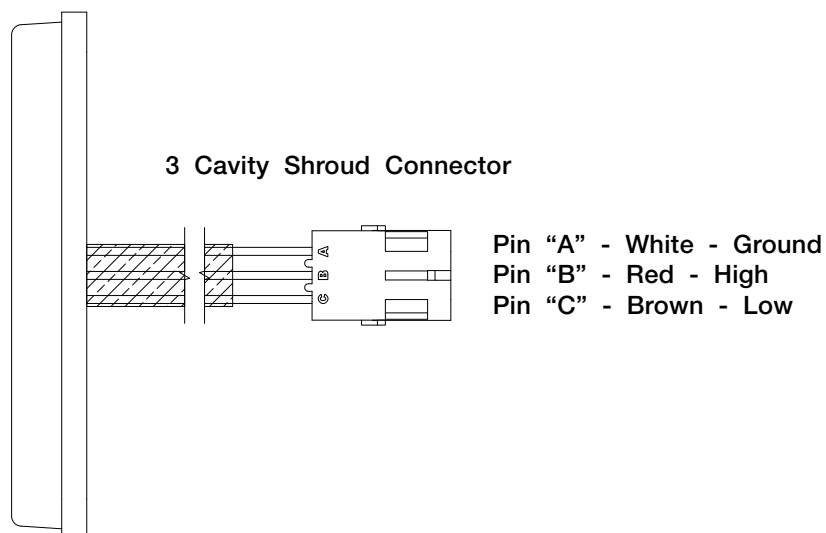 3 Cavity Shroud Connector
A
B
C
Pin “A” - White - Ground
Pin “B” - Red - High
Pin “C” - Brown - Low